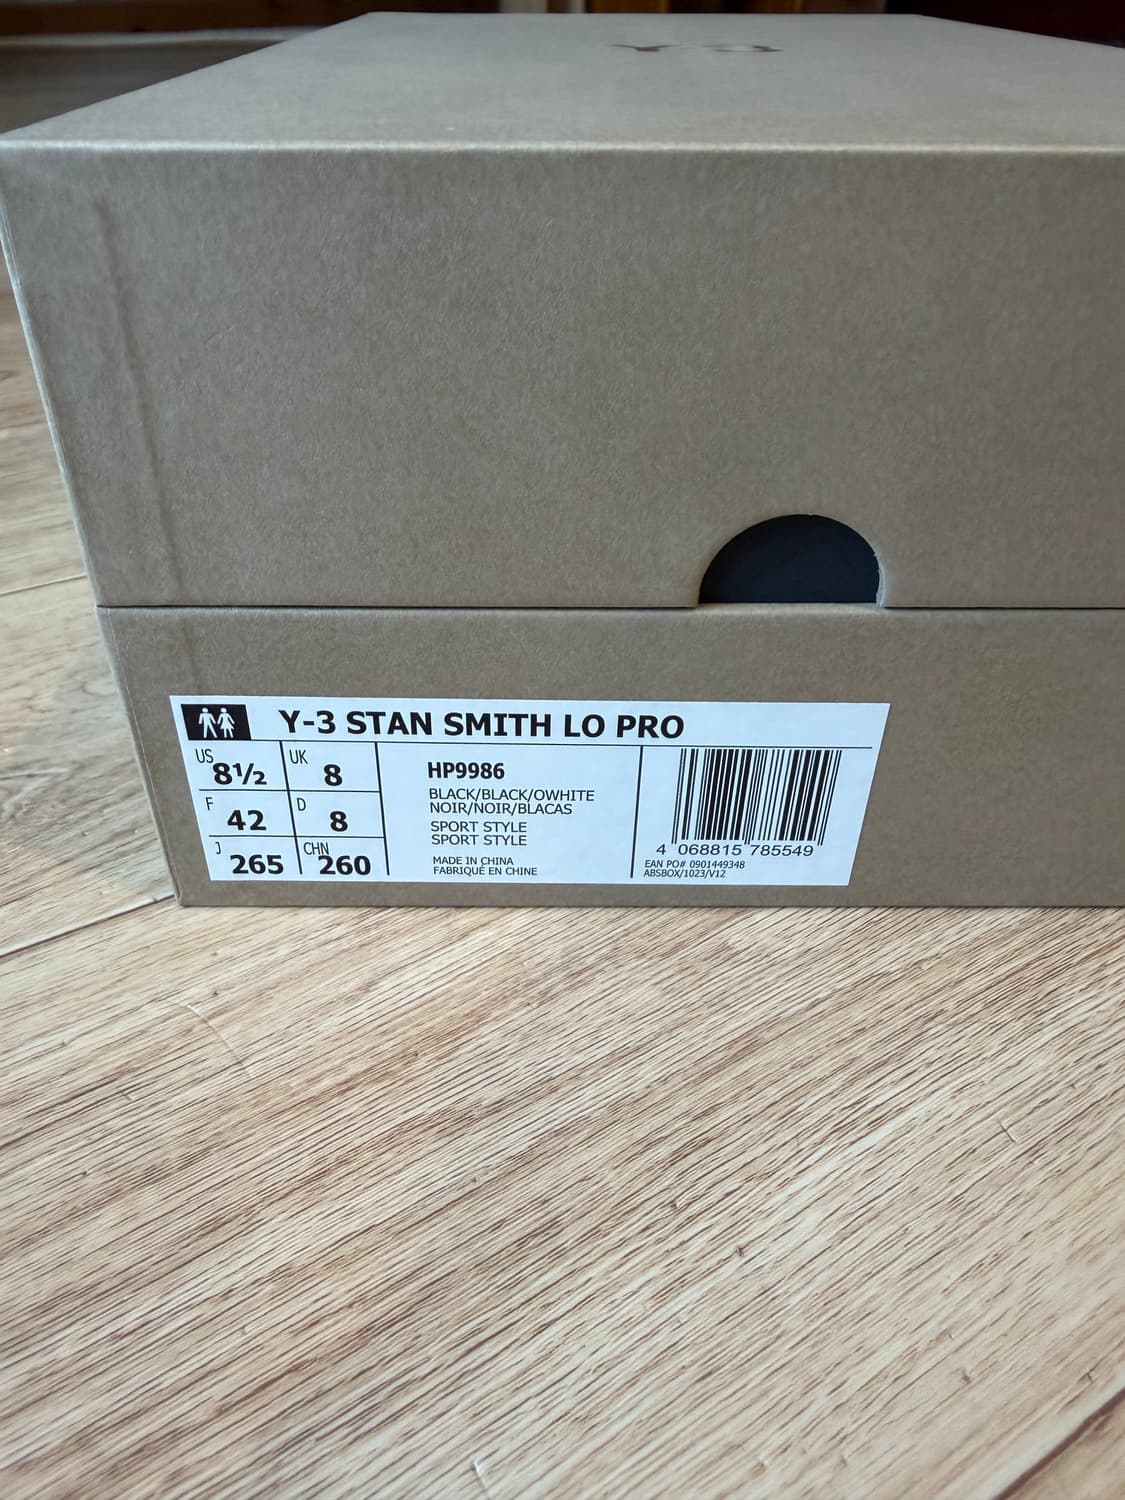 Y-3
Y-3 STAN SMITH LO PRO
US 8½ UK 8
F 42 D 8
J 265 CHN 260
HP9986
BLACK/BLACK/OWHITE
NOIR/NOIR/BLACAS
SPORT STYLE
SPORT STYLE
MADE IN CHINA
FABRIQUÉ EN CHINE
4 068815 785549
EAN PO# 0901449348
ABSBOX/1023/V12